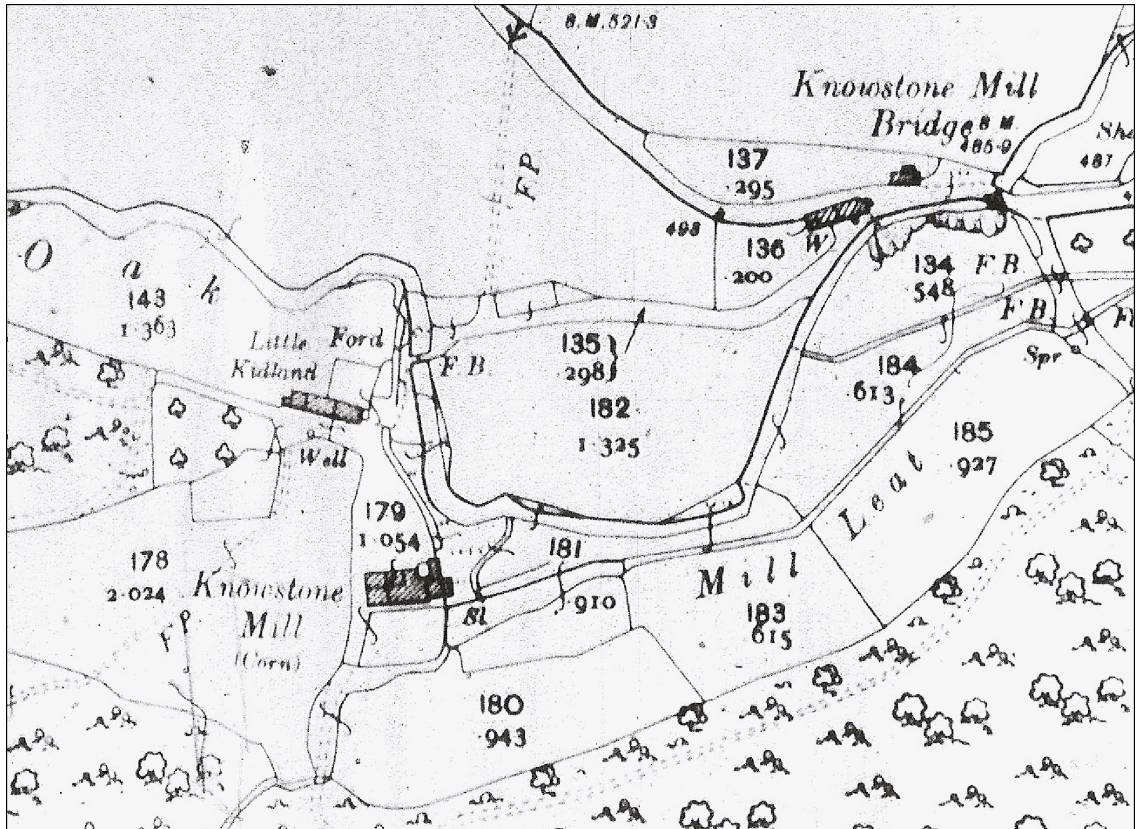 B.M. 521·3
Knowstone Mill
Bridge
B.M.
485·9
487
137
·295
FP
498
136
·200
W
134
·548
F.B.
F.B.
O a k
143
1·363
Little
Kidland
Ford
F.B.
135
·298
182
1·325
184
·613
Spr
185
·927
Well
179
1·054
181
·910
Mill Leat
178
2·024
Knowstone
Mill
(Corn)
Sl
183
·615
FP
180
·943